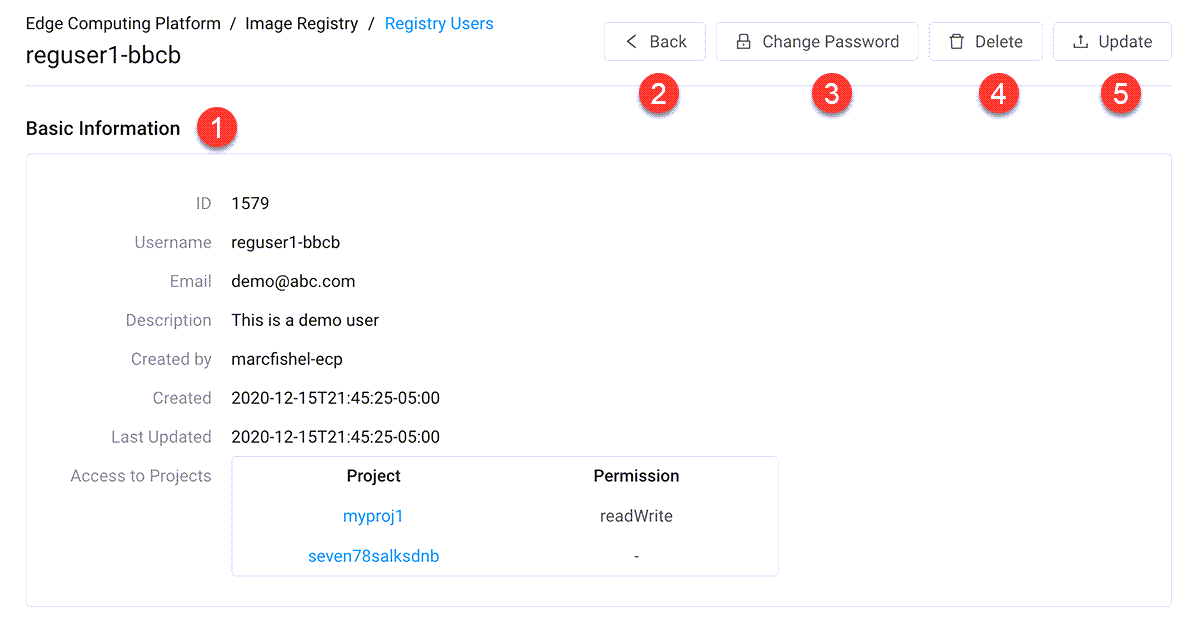 Edge Computing Platform / Image Registry / Registry Users
reguser1-bbcb
Back
Change Password
Delete
Update
2
3
4
5
Basic Information 1
ID 1579
Username reguser1-bbcb
Email demo@abc.com
Description This is a demo user
Created by marcfishel-ecp
Created 2020-12-15T21:45:25-05:00
Last Updated 2020-12-15T21:45:25-05:00
Access to Projects Project Permission
myproj1 readWrite
seven78salksdnb -